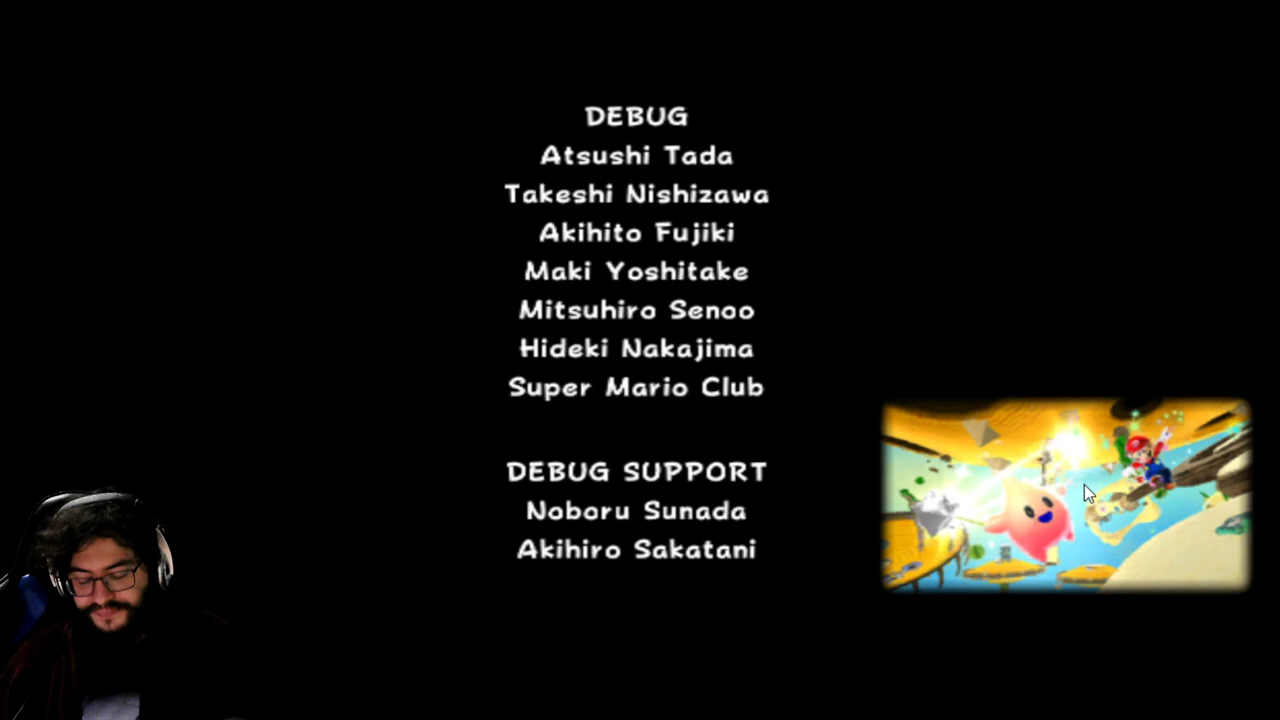 DEBUG
Atsushi Tada
Takeshi Nishizawa
Akihito Fujiki
Maki Yoshitake
Mitsuhiro Senoo
Hideki Nakajima
Super Mario Club
DEBUG SUPPORT
Noboru Sunada
Akihiro Sakatani